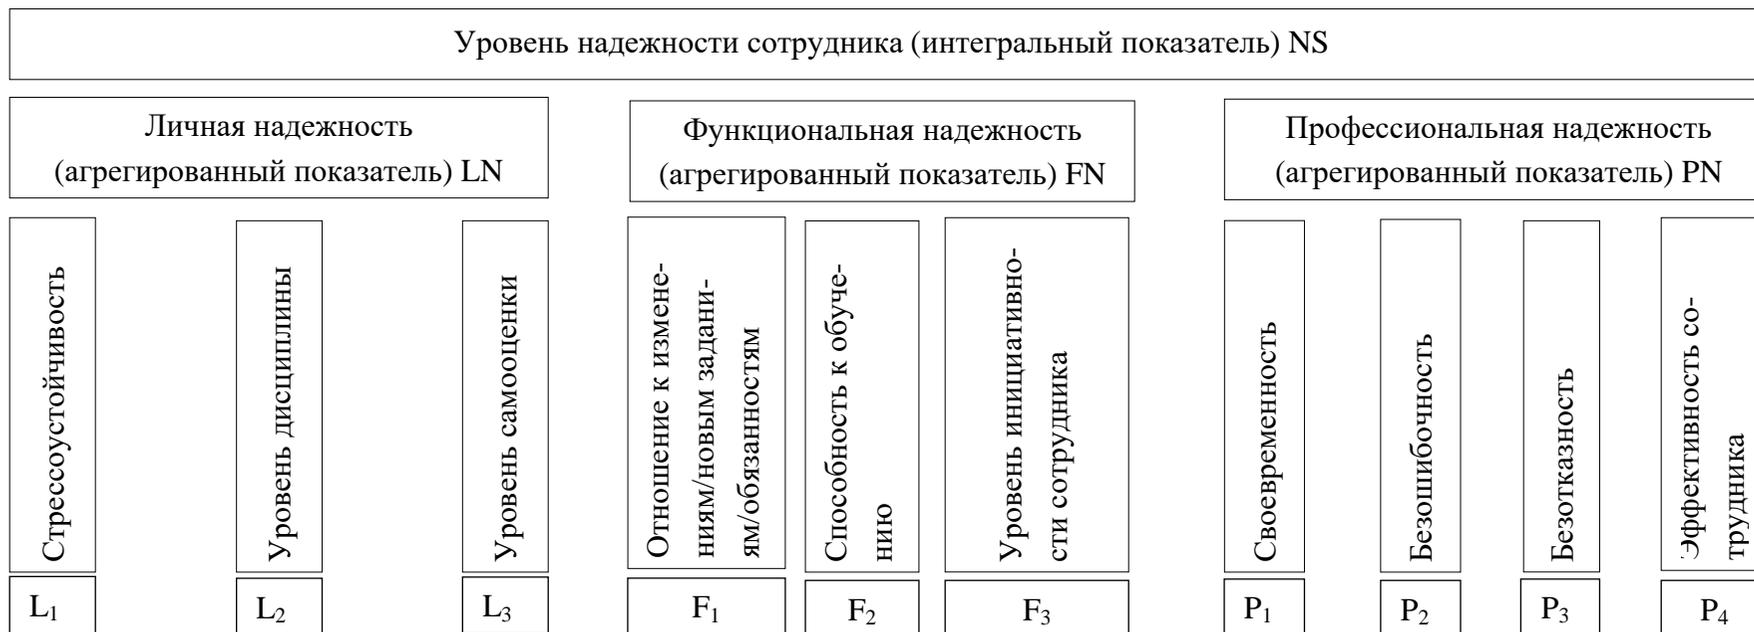 Уровень надежности сотрудника (интегральный показатель) NS
Личная надежность
(агрегированный показатель) LN
Функциональная надежность
(агрегированный показатель) FN
Профессиональная надежность
(агрегированный показатель) PN
Стрессоустойчивость
Уровень дисциплины
Уровень самооценки
Отношение к измене-
ниям/новым задани-
ям/обязанностям
Способность к обуче-
нию
Уровень инициативно-
сти сотрудника
Своевременность
Безошибочность
Безотказность
Эффективность со-
трудника
L₁
L₂
L₃
F₁
F₂
F₃
P₁
P₂
P₃
P₄